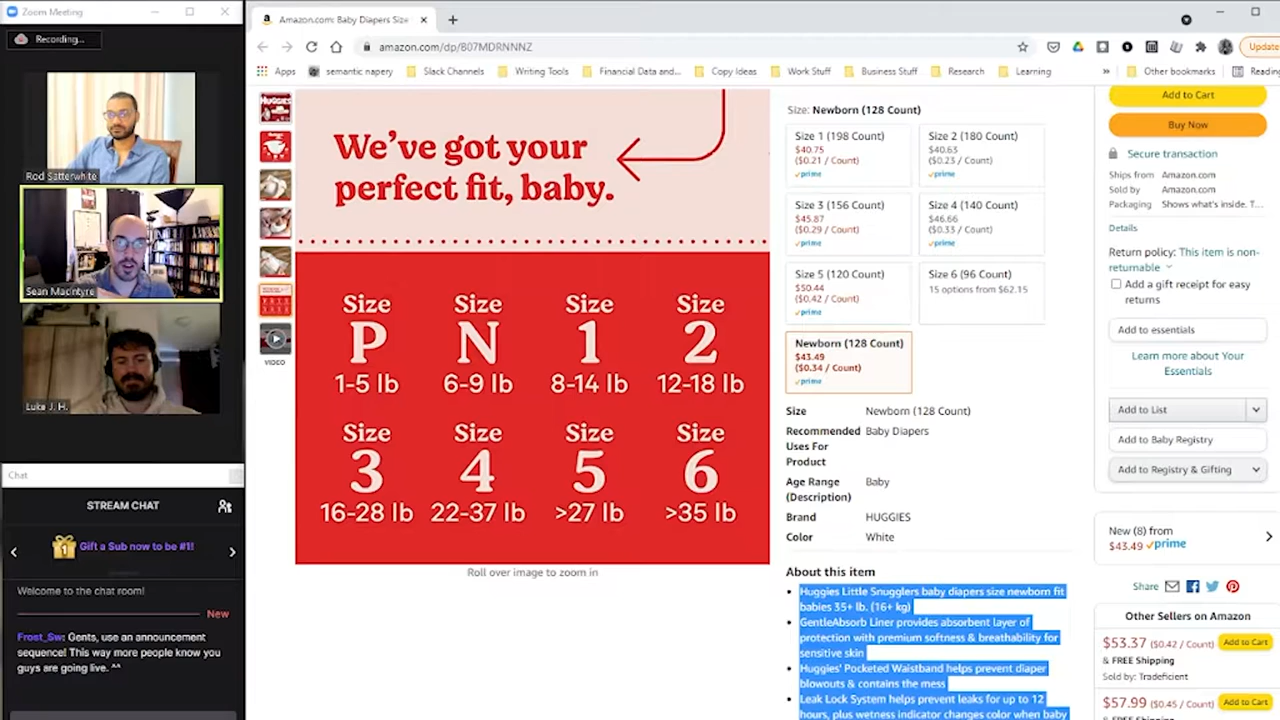 Zoom Meeting
Recording...
Rod Satterwhite
Sean Macintyre
Luke J. H.
Chat
STREAM CHAT
Gift a Sub now to be #1!
Welcome to the chat room!
New
Frost_Sw: Gents, use an announcement
sequence! This way more people know you
guys are going live. ^^
Amazon.com: Baby Diapers Size
amazon.com/dp/807MDRNNNZ
Update
Apps
semantic napery
Slack Channels
Writing Tools
Financial Data and...
Copy Ideas
Work Stuff
Business Stuff
Research
Learning
»
Other bookmarks
Reading
HUGGIES
VIDEO
We've got your
perfect fit, baby.
Size Size Size Size
P N 1 2
1-5 lb 6-9 lb 8-14 lb 12-18 lb
Size Size Size Size
3 4 5 6
16-28 lb 22-37 lb >27 lb >35 lb
Roll over image to zoom in
Size: Newborn (128 Count)
Size 1 (198 Count) Size 2 (180 Count)
$40.75 $40.63
($0.21 / Count) ($0.23 / Count)
prime prime
Size 3 (156 Count) Size 4 (140 Count)
$45.87 $46.66
($0.29 / Count) ($0.33 / Count)
prime prime
Size 5 (120 Count) Size 6 (96 Count)
$50.44 15 options from $62.15
($0.42 / Count)
prime
Newborn (128 Count)
$43.49
($0.34 / Count)
prime
Size Newborn (128 Count)
Recommended Baby Diapers
Uses For
Product
Age Range Baby
(Description)
Brand HUGGIES
Color White
About this item
• Huggies Little Snugglers baby diapers size newborn fit
babies 35+ lb. (16+ kg)
• GentleAbsorb Liner provides absorbent layer of
protection with premium softness & breathability for
sensitive skin
• Huggies' Pocketed Waistband helps prevent diaper
blowouts & contains the mess
• Leak Lock System helps prevent leaks for up to 12
hours, plus wetness indicator changes color when baby
Add to Cart
Buy Now
Secure transaction
Ships from Amazon.com
Sold by Amazon.com
Packaging Shows what's inside. T...
Details
Return policy: This item is non-
returnable
Add a gift receipt for easy
returns
Add to essentials
Learn more about Your
Essentials
Add to List
Add to Baby Registry
Add to Registry & Gifting
New (8) from
$43.49 prime
Share
Other Sellers on Amazon
$53.37 ($0.42 / Count) Add to Cart
& FREE Shipping
Sold by: Tradeficient
$57.99 ($0.45 / Count) Add to Cart
& FREE Shipping